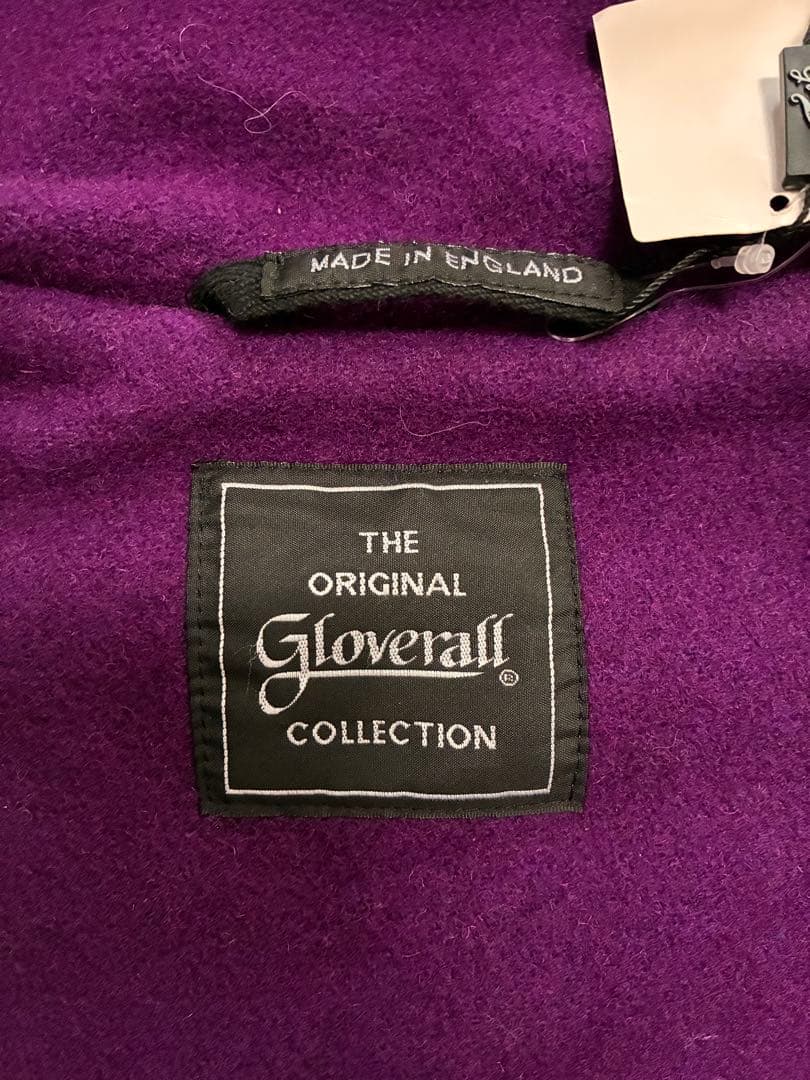 MADE IN ENGLAND
THE
ORIGINAL
Gloverall®
COLLECTION